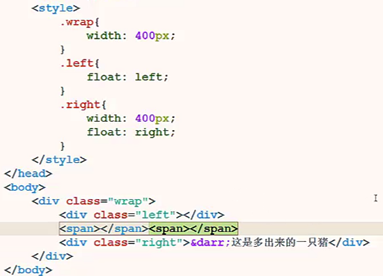 <style>
.wrap{
width: 400px;
}
.left{
float: left;
}
.right{
width: 400px;
float: right;
}
</style>
</head>
<body>
<div class="wrap">
<div class="left"></div>
<span></span><span></span>
<div class="right">&darr;这是多出来的一只猪</div>
</div>
</body>